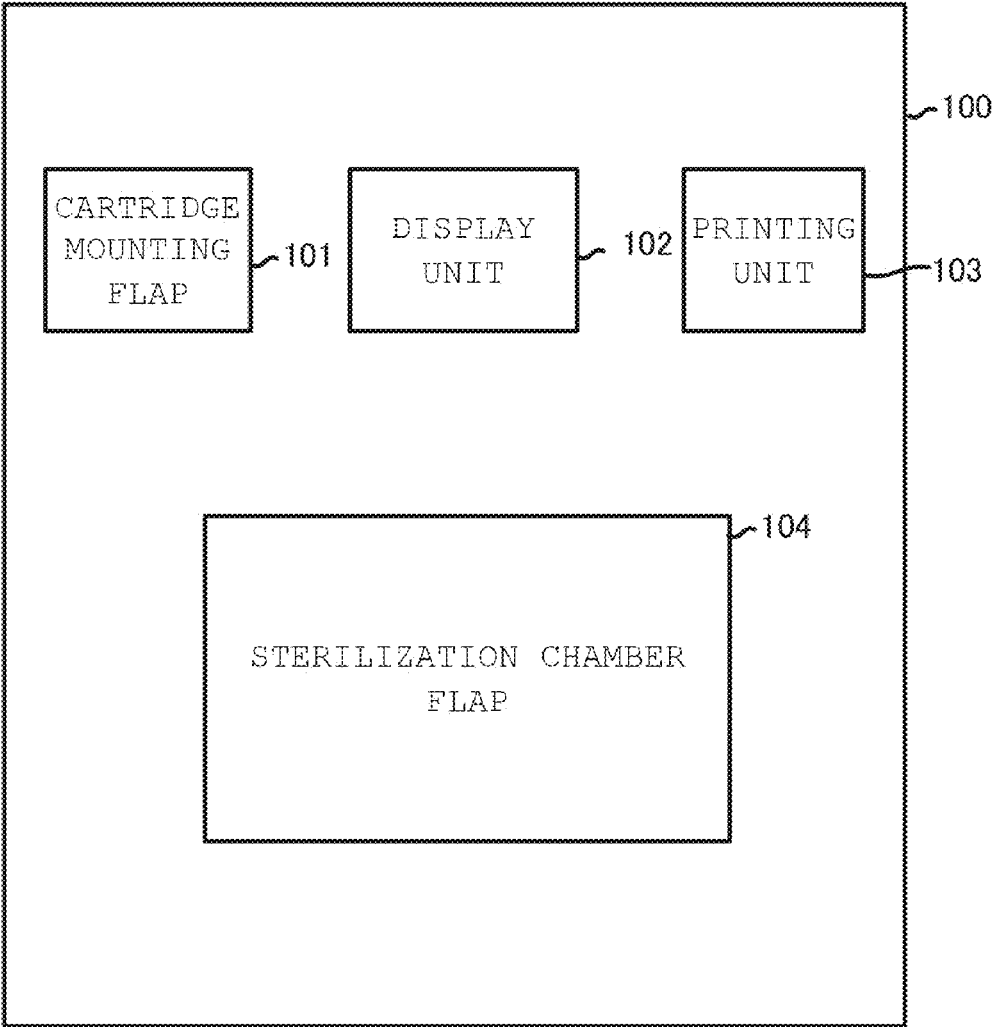 100
CARTRIDGE
MOUNTING
FLAP
101
DISPLAY
UNIT
102
PRINTING
UNIT
103
104
STERILIZATION CHAMBER
FLAP